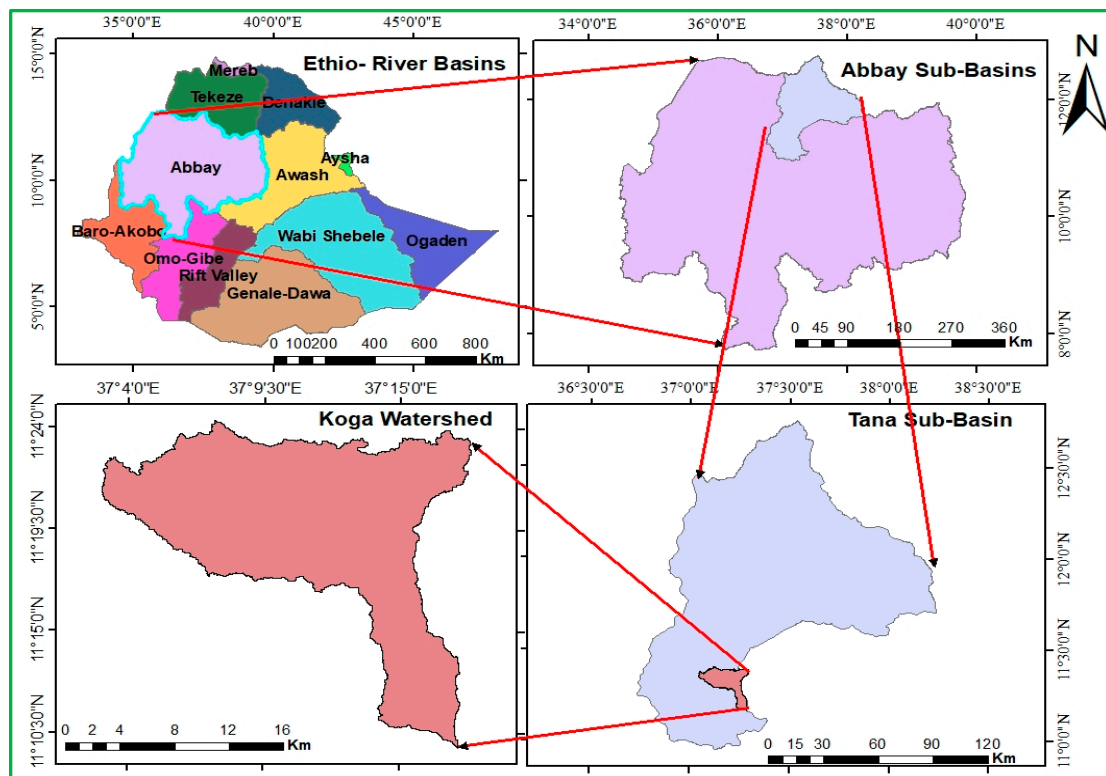 35°0'0"E 40°0'0"E 45°0'0"E
15°0'0"N
10°0'0"N
5°0'0"N
Ethio- River Basins
Mereb
Tekeze
Denakle
Abbay
Aysha
Awash
Baro-Akobo
Wabi Shebele
Ogaden
Omo-Gibe
Rift Valley
Genale-Dawa
0 100 200 400 600 800
Km
34°0'0"E 36°0'0"E 38°0'0"E 40°0'0"E
Abbay Sub-Basins
12°0'0"N
10°0'0"N
8°0'0"N
0 45 90 180 270 360
Km
N
37°4'0"E 37°9'30"E 37°15'0"E
Koga Watershed
11°24'0"N
11°19'30"N
11°15'0"N
11°10'30"N
0 2 4 8 12 16
Km
36°30'0"E 37°0'0"E 37°30'0"E 38°0'0"E 38°30'0"E
Tana Sub-Basin
12°30'0"N
12°0'0"N
11°30'0"N
11°0'0"N
0 15 30 60 90 120
Km